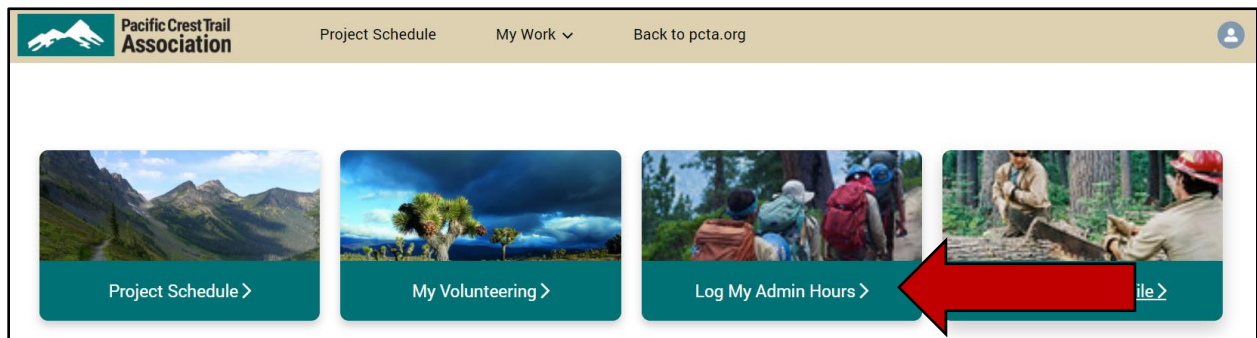 Pacific Crest Trail
Association
Project Schedule
My Work
Back to pcta.org
Project Schedule >
My Volunteering >
Log My Admin Hours >
ile >